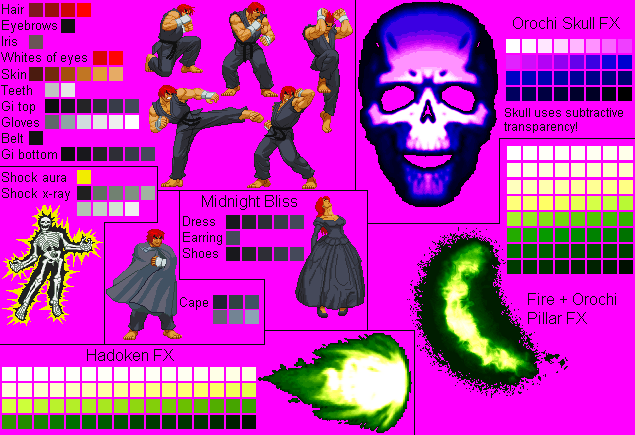 Hair
Eyebrows
Iris
Whites of eyes
Skin
Teeth
Gi top
Gloves
Belt
Gi bottom
Shock aura
Shock x-ray
Orochi Skull FX
Skull uses subtractive
transparency!
Midnight Bliss
Dress
Earring
Shoes
Cape
Fire + Orochi
Pillar FX
Hadoken FX